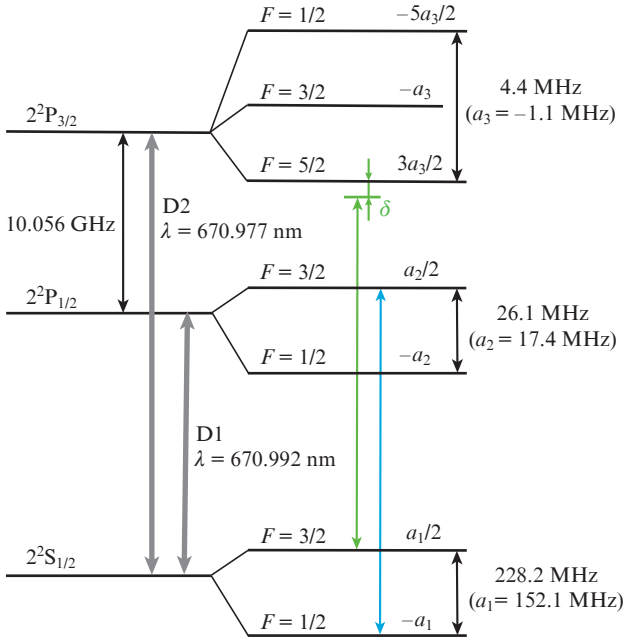 F = 1/2 −5a₃/2
F = 3/2 −a₃
4.4 MHz
(a₃ = −1.1 MHz)
2²P₃/₂
F = 5/2 3a₃/2
D2
λ = 670.977 nm
δ
10.056 GHz
F = 3/2 a₂/2
2²P₁/₂
26.1 MHz
(a₂ = 17.4 MHz)
F = 1/2 −a₂
D1
λ = 670.992 nm
F = 3/2 a₁/2
2²S₁/₂
228.2 MHz
(a₁= 152.1 MHz)
F = 1/2 −a₁